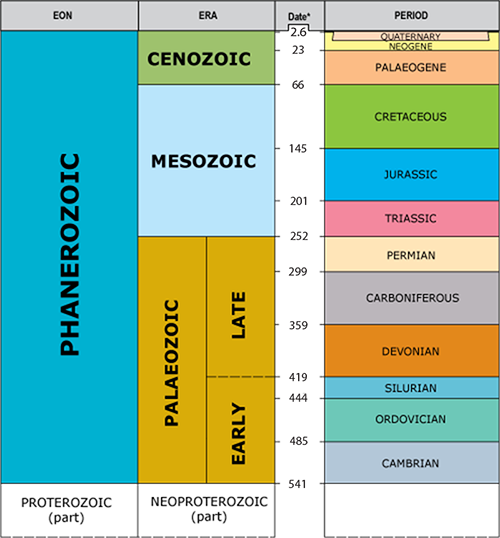 EON
ERA
Date*
PERIOD
PHANEROZOIC
CENOZOIC
MESOZOIC
PALAEOZOIC
LATE
EARLY
2.6
23
66
145
201
252
299
359
419
444
485
541
QUATERNARY
NEOGENE
PALAEOGENE
CRETACEOUS
JURASSIC
TRIASSIC
PERMIAN
CARBONIFEROUS
DEVONIAN
SILURIAN
ORDOVICIAN
CAMBRIAN
PROTEROZOIC
(part)
NEOPROTEROZOIC
(part)